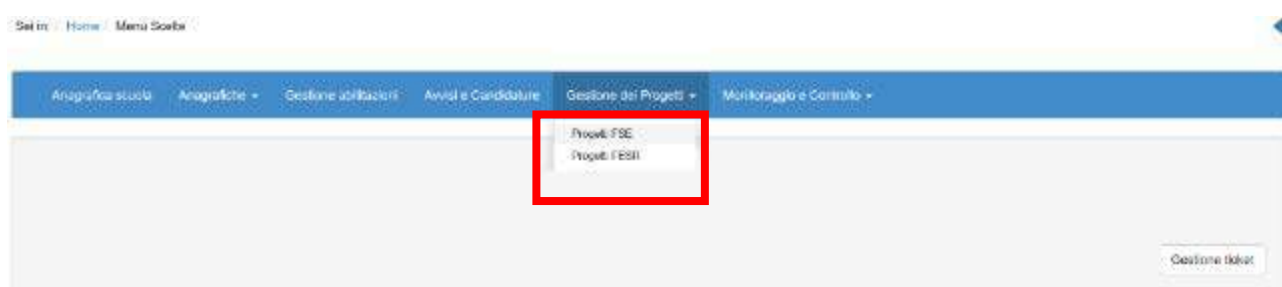 Sei in: / Home / Menù Scelte
Anagrafica scuola Anagrafiche Gestione abilitazioni Avvisi e Candidature Gestione dei Progetti Monitoraggio e Controllo
Progetti FSE
Progetti FESR
Gestione ticket